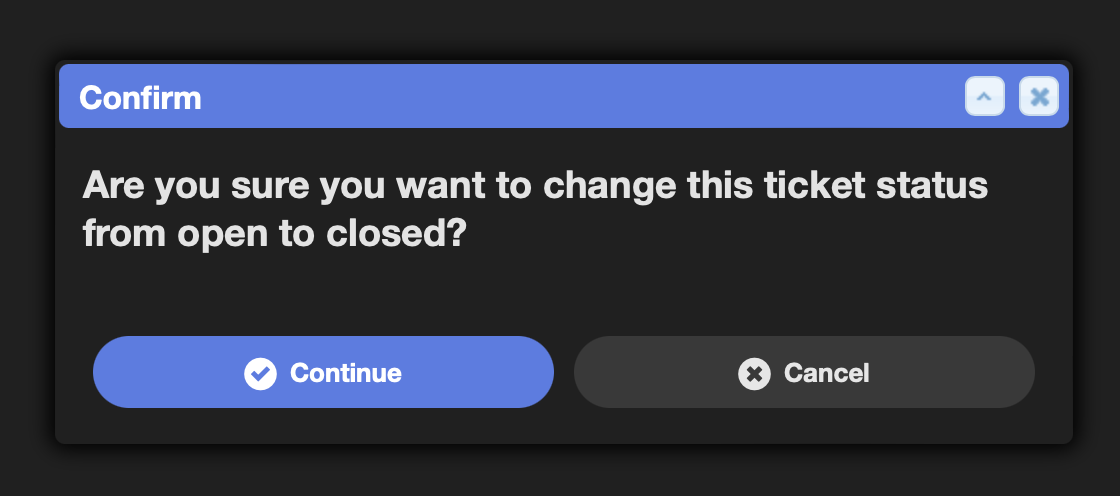 Confirm
Are you sure you want to change this ticket status
from open to closed?
Continue
Cancel